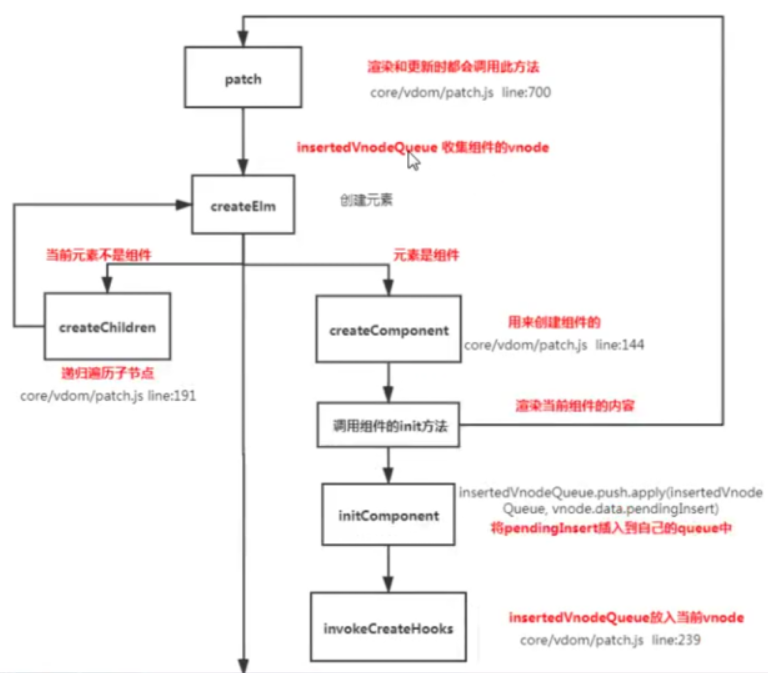 patch
渲染和更新时都会调用此方法
core/vdom/patch.js line:700
insertedVnodeQueue 收集组件的vnode
createElm
创建元素
当前元素不是组件
元素是组件
createChildren
递归遍历子节点
core/vdom/patch.js line:191
createComponent
用来创建组件的
core/vdom/patch.js line:144
调用组件的init方法
渲染当前组件的内容
initComponent
insertedVnodeQueue.push.apply(insertedVnode
Queue, vnode.data.pendingInsert)
将pendingInsert插入到自己的queue中
invokeCreateHooks
insertedVnodeQueue放入当前vnode
core/vdom/patch.js line:239